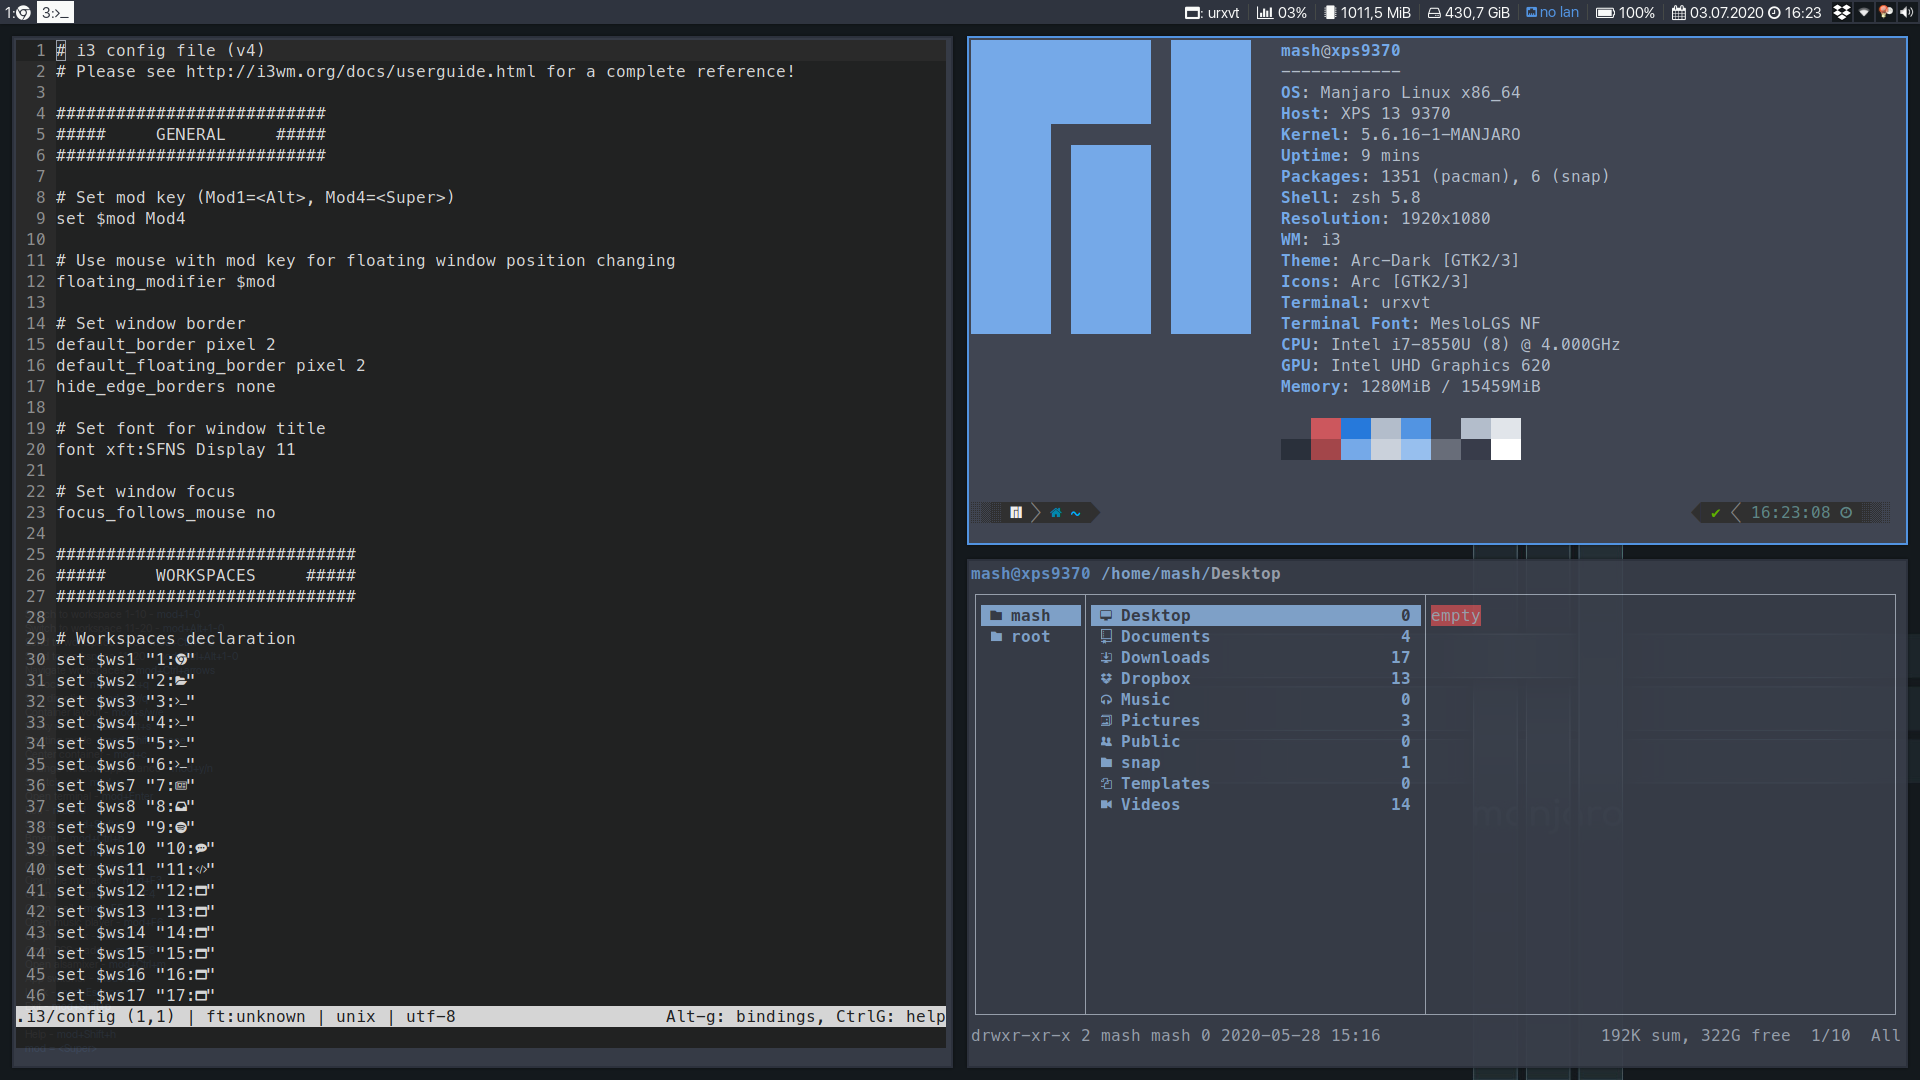 1: 3:>_ : urxvt | 03% | 1011,5 MiB | 430,7 GiB | no lan | 100% | 03.07.2020 16:23
1 # i3 config file (v4)
2 # Please see http://i3wm.org/docs/userguide.html for a complete reference!
3
4 ###########################
5 #####     GENERAL     #####
6 ###########################
7
8 # Set mod key (Mod1=<Alt>, Mod4=<Super>)
9 set $mod Mod4
10
11 # Use mouse with mod key for floating window position changing
12 floating_modifier $mod
13
14 # Set window border
15 default_border pixel 2
16 default_floating_border pixel 2
17 hide_edge_borders none
18
19 # Set font for window title
20 font xft:SFNS Display 11
21
22 # Set window focus
23 focus_follows_mouse no
24
25 ##############################
26 #####     WORKSPACES     #####
27 ##############################
28
29 # Workspaces declaration
30 set $ws1 "1:"
31 set $ws2 "2:"
32 set $ws3 "3:>_"
33 set $ws4 "4:>_"
34 set $ws5 "5:>_"
35 set $ws6 "6:>_"
36 set $ws7 "7:"
37 set $ws8 "8:"
38 set $ws9 "9:"
39 set $ws10 "10:"
40 set $ws11 "11:</>"
41 set $ws12 "12:"
42 set $ws13 "13:"
43 set $ws14 "14:"
44 set $ws15 "15:"
45 set $ws16 "16:"
46 set $ws17 "17:"
.i3/config (1,1) | ft:unknown | unix | utf-8 Alt-g: bindings, CtrlG: help
mash@xps9370
------------
OS: Manjaro Linux x86_64
Host: XPS 13 9370
Kernel: 5.6.16-1-MANJARO
Uptime: 9 mins
Packages: 1351 (pacman), 6 (snap)
Shell: zsh 5.8
Resolution: 1920x1080
WM: i3
Theme: Arc-Dark [GTK2/3]
Icons: Arc [GTK2/3]
Terminal: urxvt
Terminal Font: MesloLGS NF
CPU: Intel i7-8550U (8) @ 4.000GHz
GPU: Intel UHD Graphics 620
Memory: 1280MiB / 15459MiB
~ ✔ 16:23:08
mash@xps9370 /home/mash/Desktop
mash Desktop 0 empty
root Documents 4
Downloads 17
Dropbox 13
Music 0
Pictures 3
Public 0
snap 1
Templates 0
Videos 14
manjaro
drwxr-xr-x 2 mash mash 0 2020-05-28 15:16 192K sum, 322G free 1/10 All